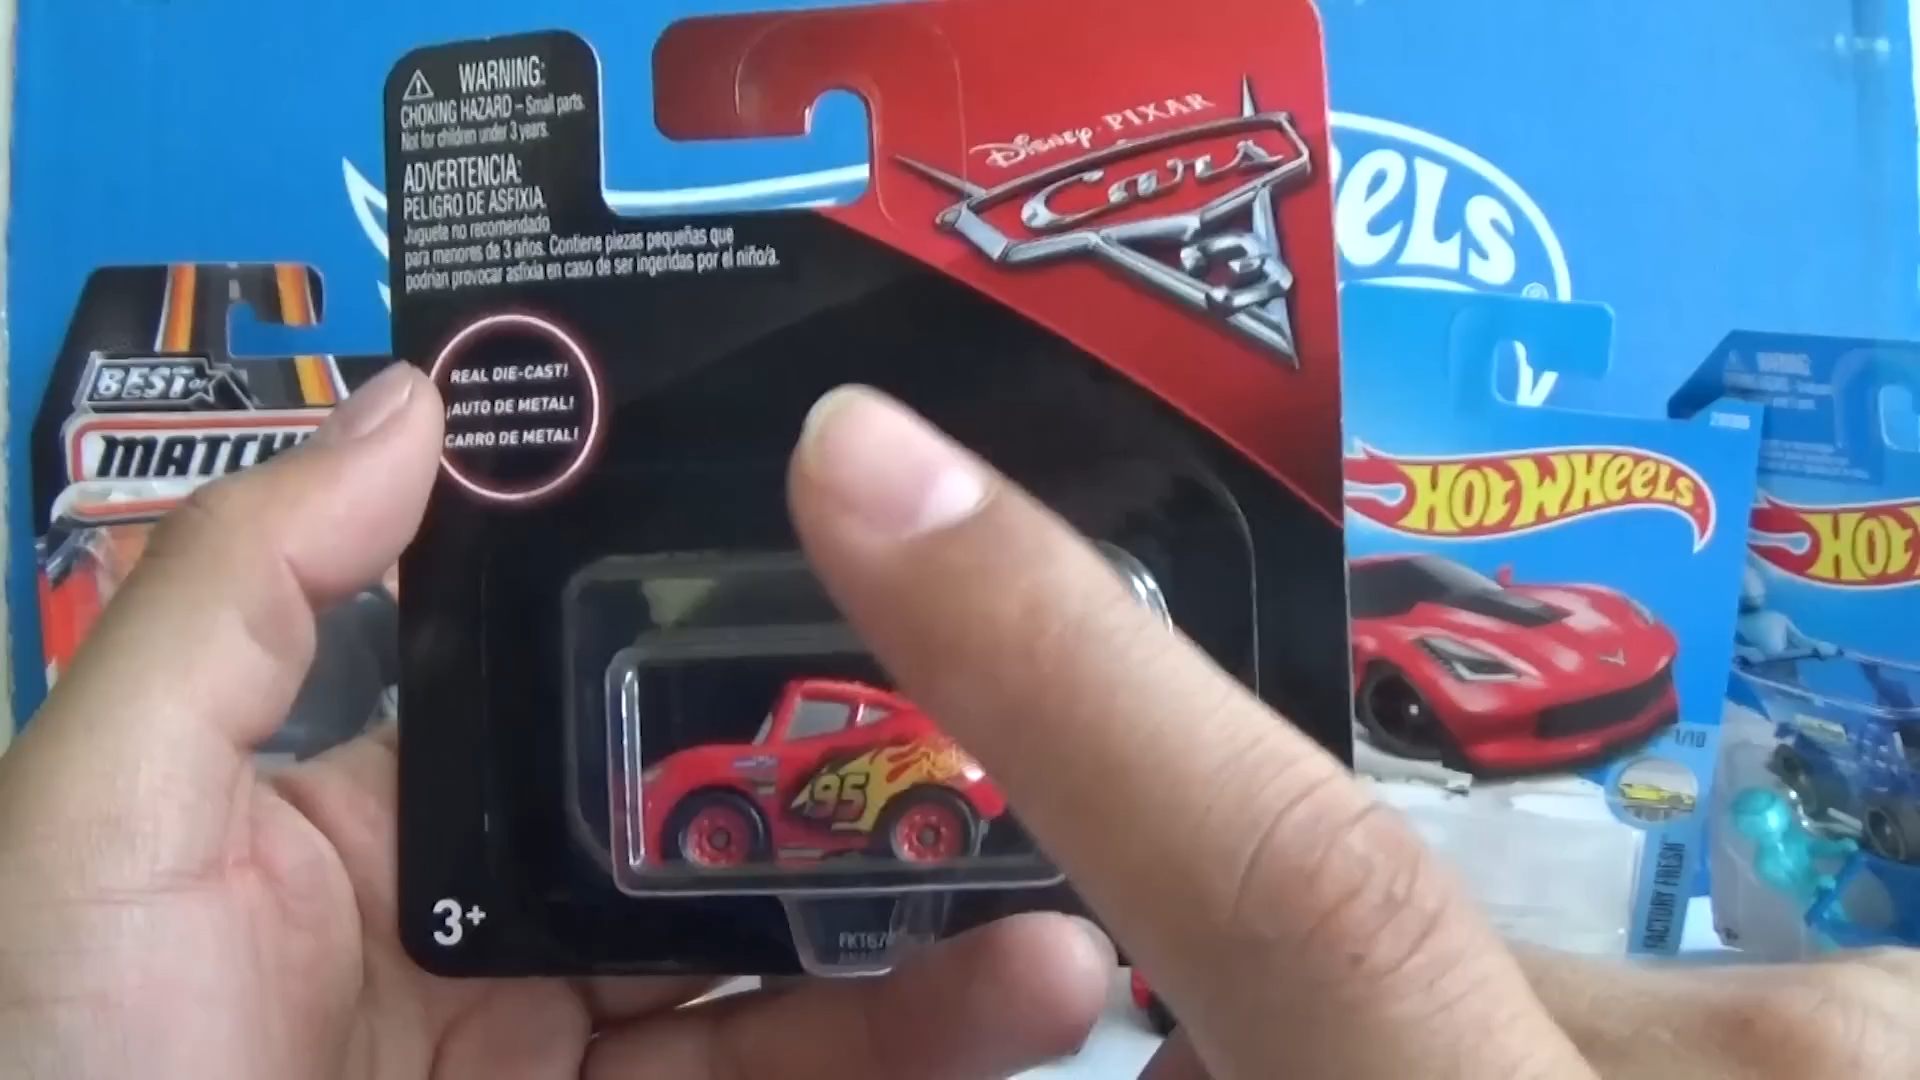 WARNING:
CHOKING HAZARD – Small parts.
Not for children under 3 years.
ADVERTENCIA:
PELIGRO DE ASFIXIA.
Juguete no recomendado
para menores de 3 años. Contiene piezas pequeñas que
podrían provocar asfixia en caso de ser ingeridas por el niño/a.
Disney·PIXAR
Cars
3
REAL DIE-CAST!
¡AUTO DE METAL!
CARRO DE METAL!
95
3+
BEST OF
HOT WHEELS
1/10
FACTORY FRESH
WARNING: